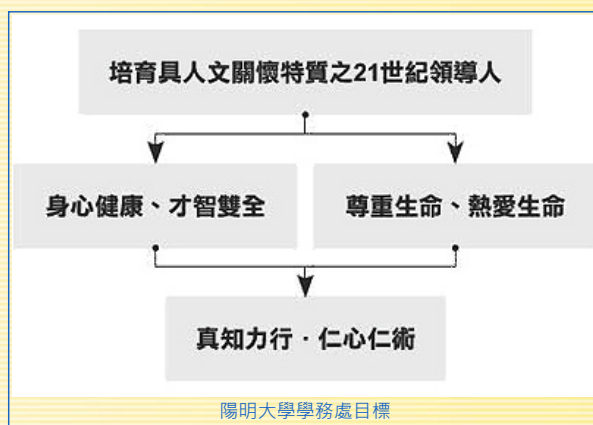 培育具人文關懷特質之21世紀領導人
身心健康、才智雙全
尊重生命、熱愛生命
真知力行．仁心仁術
陽明大學學務處目標